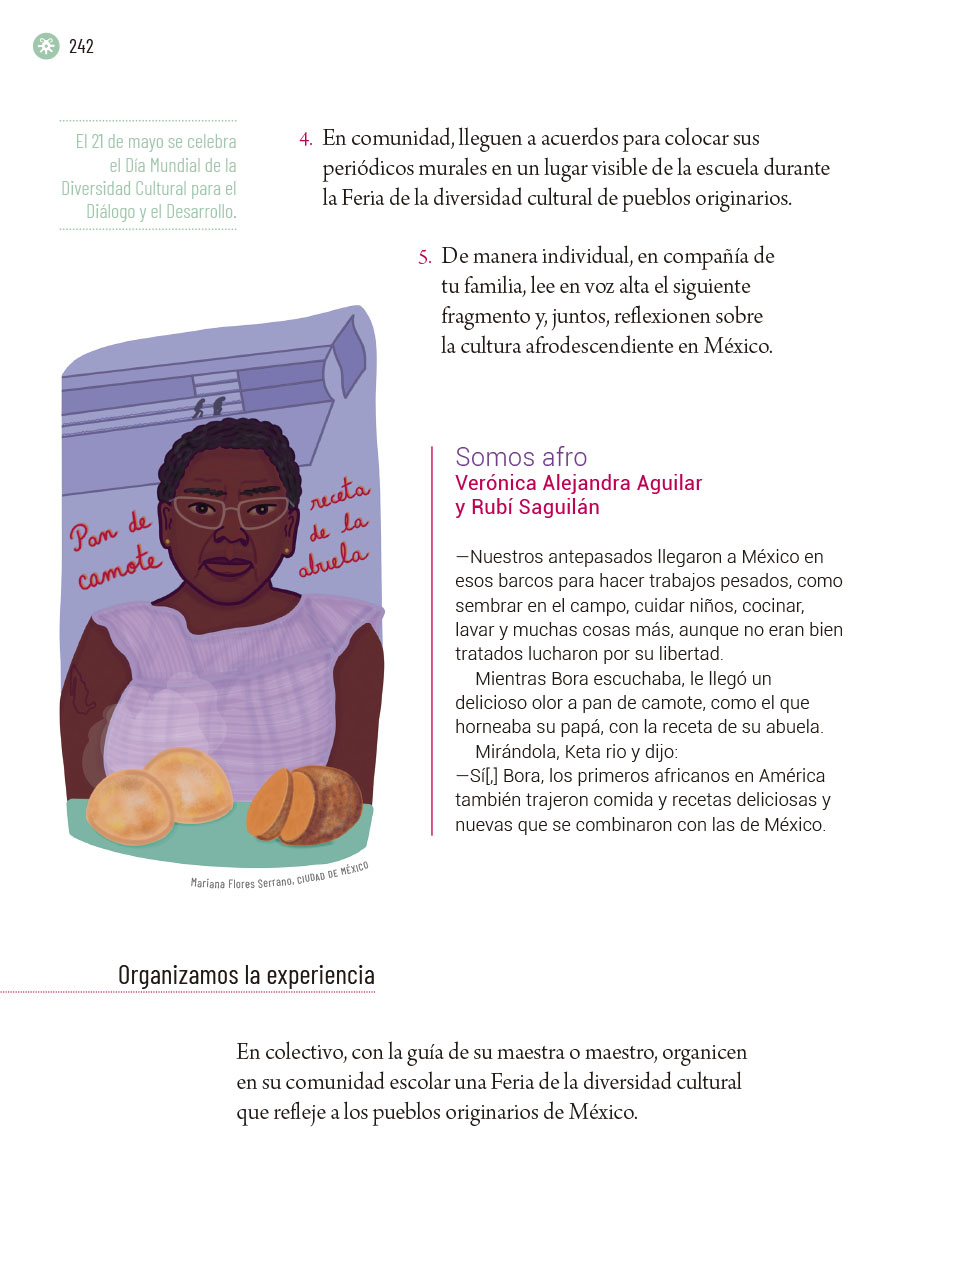 242
El 21 de mayo se celebra
el Día Mundial de la
Diversidad Cultural para el
Diálogo y el Desarrollo.
4. En comunidad, lleguen a acuerdos para colocar sus
periódicos murales en un lugar visible de la escuela durante
la Feria de la diversidad cultural de pueblos originarios.
5. De manera individual, en compañía de
tu familia, lee en voz alta el siguiente
fragmento y, juntos, reflexionen sobre
la cultura afrodescendiente en México.
Pan de
camote
receta
de la
abuela
Mariana Flores Serrano, CIUDAD DE MÉXICO
Somos afro
Verónica Alejandra Aguilar
y Rubí Saguilán
—Nuestros antepasados llegaron a México en
esos barcos para hacer trabajos pesados, como
sembrar en el campo, cuidar niños, cocinar,
lavar y muchas cosas más, aunque no eran bien
tratados lucharon por su libertad.
Mientras Bora escuchaba, le llegó un
delicioso olor a pan de camote, como el que
horneaba su papá, con la receta de su abuela.
Mirándola, Keta rio y dijo:
—Sí[,] Bora, los primeros africanos en América
también trajeron comida y recetas deliciosas y
nuevas que se combinaron con las de México.
Organizamos la experiencia
En colectivo, con la guía de su maestra o maestro, organicen
en su comunidad escolar una Feria de la diversidad cultural
que refleje a los pueblos originarios de México.